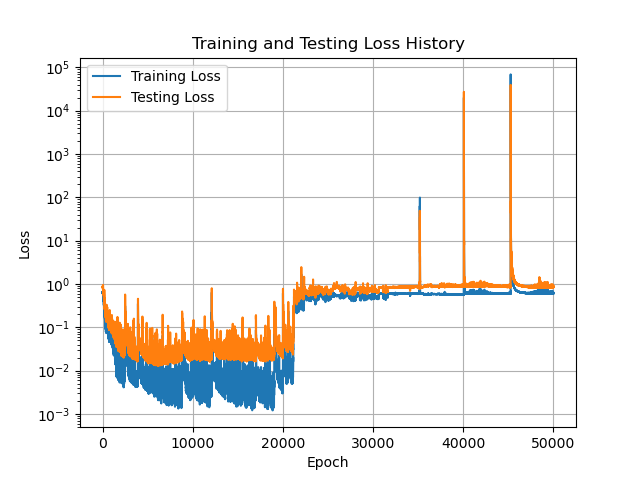 Training and Testing Loss History
Training Loss
Testing Loss
Loss
10^5
10^4
10^3
10^2
10^1
10^0
10^-1
10^-2
10^-3
0 10000 20000 30000 40000 50000
Epoch